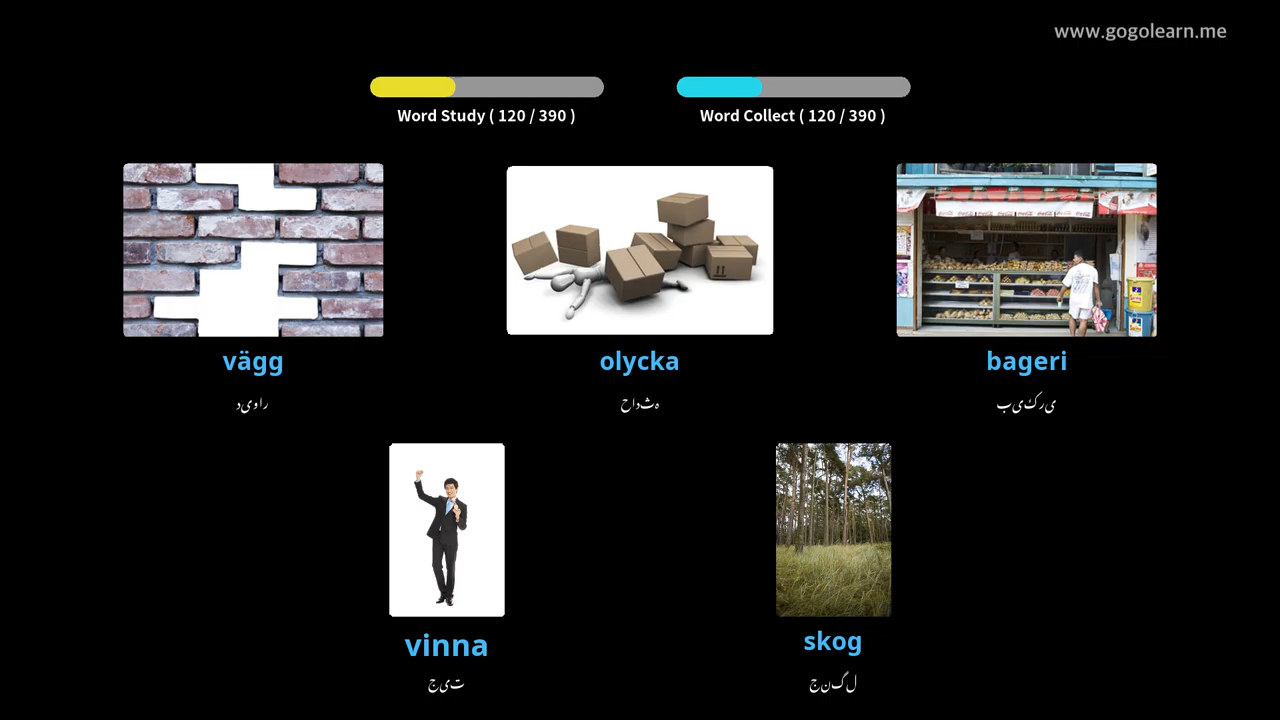 www.gogolearn.me
Word Study ( 120 / 390 )
Word Collect ( 120 / 390 )
vägg
دیوار
olycka
حادثہ
bageri
بیکری
vinna
جیت
skog
جنگل